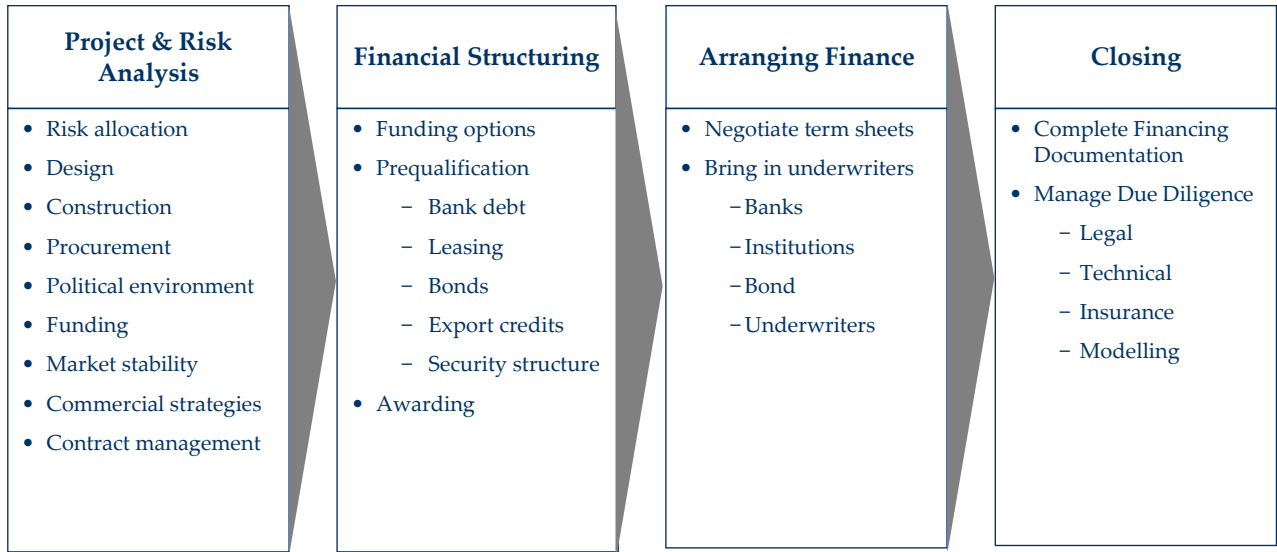 Project & Risk
Analysis
• Risk allocation
• Design
• Construction
• Procurement
• Political environment
• Funding
• Market stability
• Commercial strategies
• Contract management
Financial Structuring
• Funding options
• Prequalification
– Bank debt
– Leasing
– Bonds
– Export credits
– Security structure
• Awarding
Arranging Finance
• Negotiate term sheets
• Bring in underwriters
–Banks
–Institutions
–Bond
–Underwriters
Closing
• Complete Financing
Documentation
• Manage Due Diligence
– Legal
– Technical
– Insurance
– Modelling